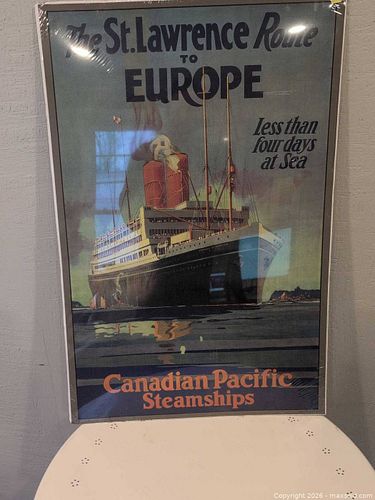 The St. Lawrence Route
TO
EUROPE
Less than
four days
at Sea
Canadian Pacific
Steamships
Copyright 2026 - maxsold.com